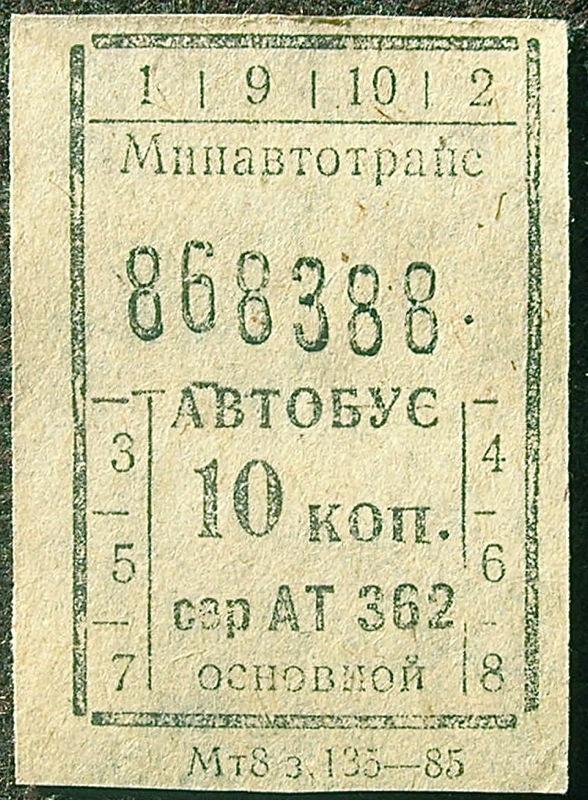 1 | 9 | 10 | 2
Минавтотранс
868388.
АВТОБУС
3
4
10 коп.
5
6
сер АТ 362
7
основной
8
Мт8 з. 135—85